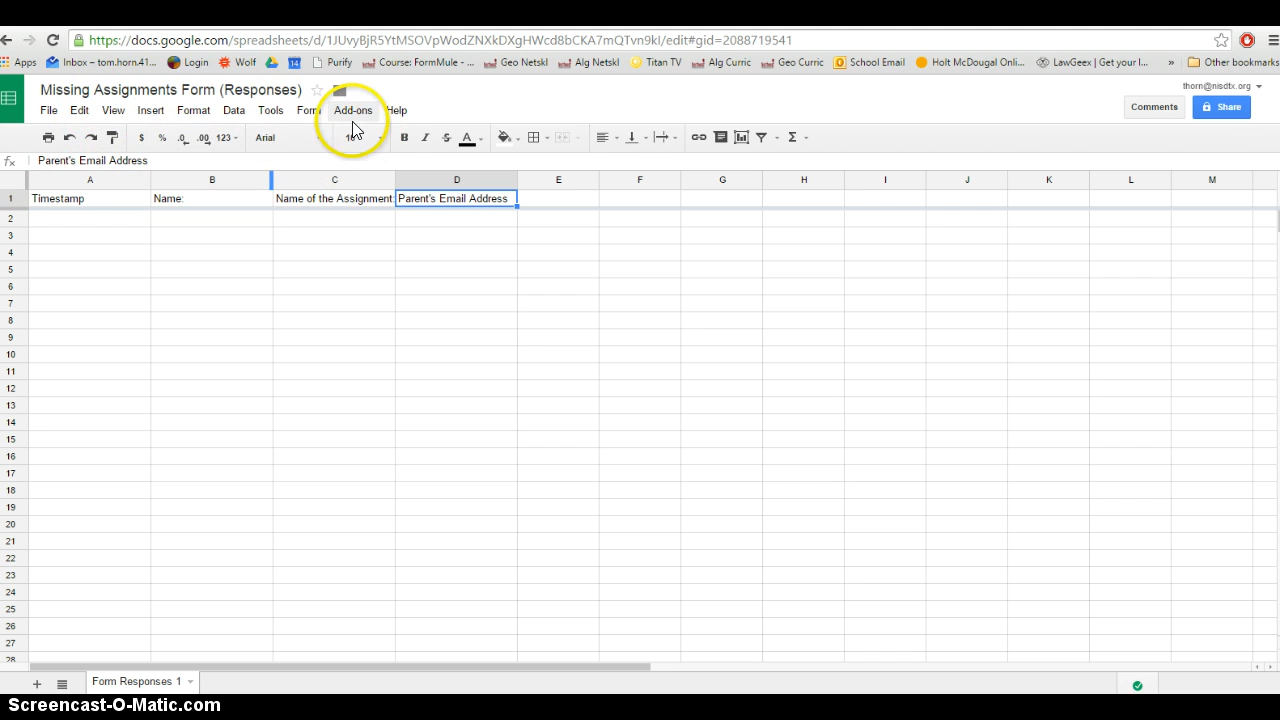 https://docs.google.com/spreadsheets/d/1JUvyBjR5YtMSOVpWodZNXkDXgHWcd8bCKA7mQTvn9kI/edit#gid=2088719541
Apps Inbox – tom.horn.41... Login Wolf 14 Purify Course: FormMule - ... Geo Netskl Alg Netskl Titan TV Alg Curric Geo Curric School Email Holt McDougal Onlin... LawGeex | Get your l... » Other bookmarks
Missing Assignments Form (Responses) thorn@nisdtx.org
File Edit View Insert Format Data Tools Form Add-ons Help Comments Share
$ % .0 .00 123 Arial B I S A Σ
fx Parent's Email Address
A B C D E F G H I J K L M
1 Timestamp Name: Name of the Assignment: Parent's Email Address
2
3
4
5
6
7
8
9
10
11
12
13
14
15
16
17
18
19
20
21
22
23
24
25
26
27
28
+ Form Responses 1
Screencast-O-Matic.com